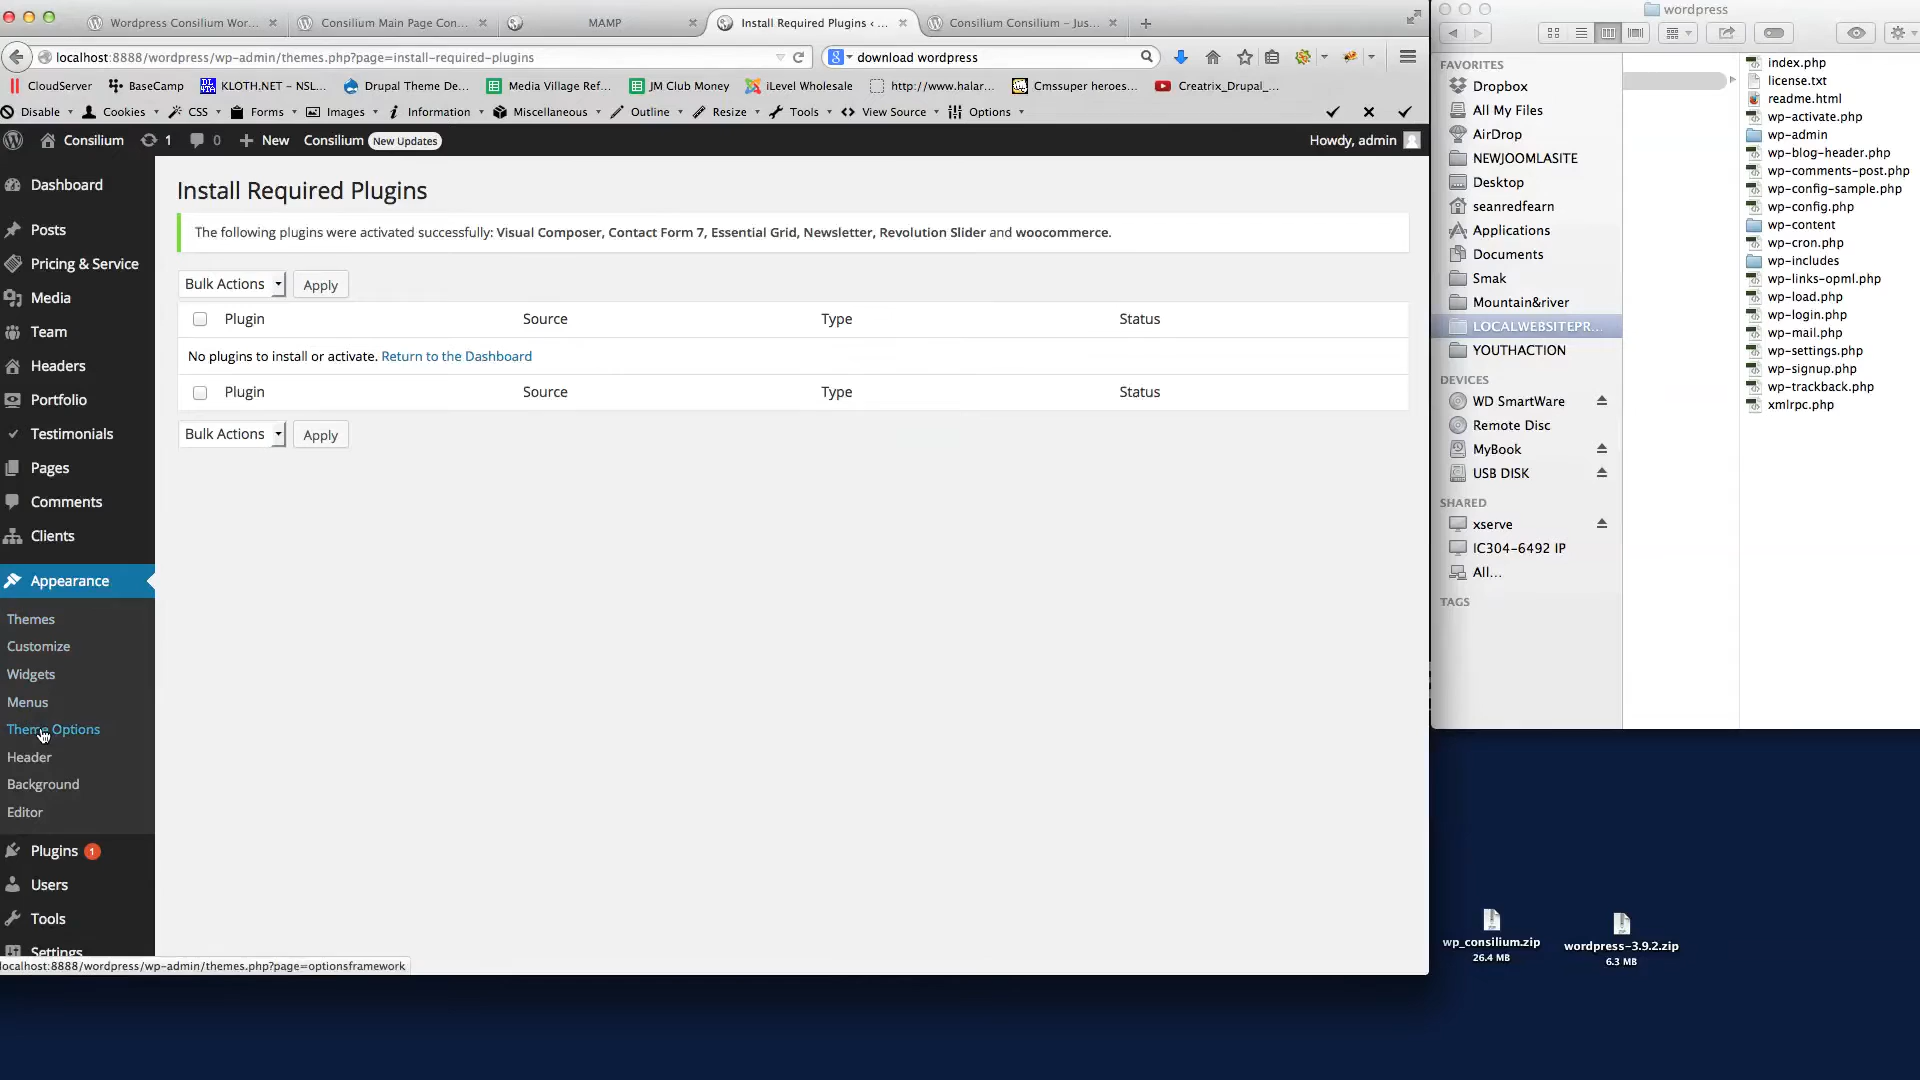 Wordpress Consilium Wor...
Consilium Main Page Con...
MAMP
Install Required Plugins ‹ ...
Consilium Consilium – Jus...
localhost:8888/wordpress/wp-admin/themes.php?page=install-required-plugins
download wordpress
CloudServer
BaseCamp
KLOTH.NET - NSL...
Drupal Theme De...
Media Village Ref...
JM Club Money
iLevel Wholesale
http://www.halar...
Cmssuper heroes...
Creatrix_Drupal_...
Disable
Cookies
CSS
Forms
Images
Information
Miscellaneous
Outline
Resize
Tools
View Source
Options
Consilium
1
0
New
Consilium
New Updates
Howdy, admin
Dashboard
Posts
Pricing & Service
Media
Team
Headers
Portfolio
Testimonials
Pages
Comments
Clients
Appearance
Themes
Customize
Widgets
Menus
Theme Options
Header
Background
Editor
Plugins 1
Users
Tools
Settings
localhost:8888/wordpress/wp-admin/themes.php?page=optionsframework
Install Required Plugins
The following plugins were activated successfully: Visual Composer, Contact Form 7, Essential Grid, Newsletter, Revolution Slider and woocommerce.
Bulk Actions
Apply
Plugin Source Type Status
No plugins to install or activate. Return to the Dashboard
Plugin Source Type Status
Bulk Actions
Apply
wordpress
FAVORITES
Dropbox
All My Files
AirDrop
NEWJOOMLASITE
Desktop
seanredfearn
Applications
Documents
Smak
Mountain&river
LOCALWEBSITEPR...
YOUTHACTION
DEVICES
WD SmartWare
Remote Disc
MyBook
USB DISK
SHARED
xserve
IC304-6492 IP
All...
TAGS
index.php
license.txt
readme.html
wp-activate.php
wp-admin
wp-blog-header.php
wp-comments-post.php
wp-config-sample.php
wp-config.php
wp-content
wp-cron.php
wp-includes
wp-links-opml.php
wp-load.php
wp-login.php
wp-mail.php
wp-settings.php
wp-signup.php
wp-trackback.php
xmlrpc.php
wp_consilium.zip
26.4 MB
wordpress-3.9.2.zip
6.3 MB